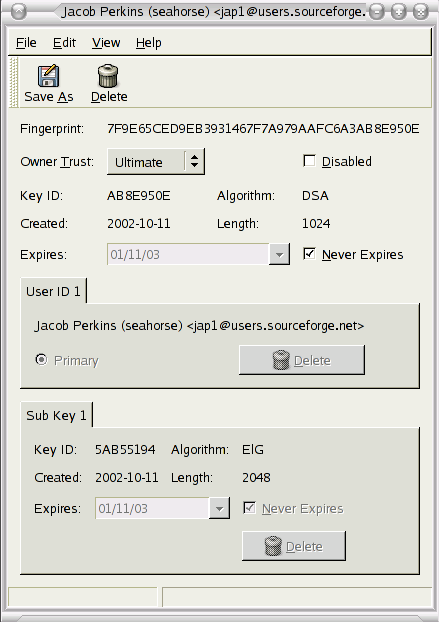 Jacob Perkins (seahorse) <jap1@users.sourceforge.
File Edit View Help
Save As Delete
Fingerprint: 7F9E65CED9EB3931467F7A979AAFC6A3AB8E950E
Owner Trust: Ultimate Disabled
Key ID: AB8E950E Algorithm: DSA
Created: 2002-10-11 Length: 1024
Expires: 01/11/03 Never Expires
User ID 1
Jacob Perkins (seahorse) <jap1@users.sourceforge.net>
Primary Delete
Sub Key 1
Key ID: 5AB55194 Algorithm: ElG
Created: 2002-10-11 Length: 2048
Expires: 01/11/03 Never Expires
Delete